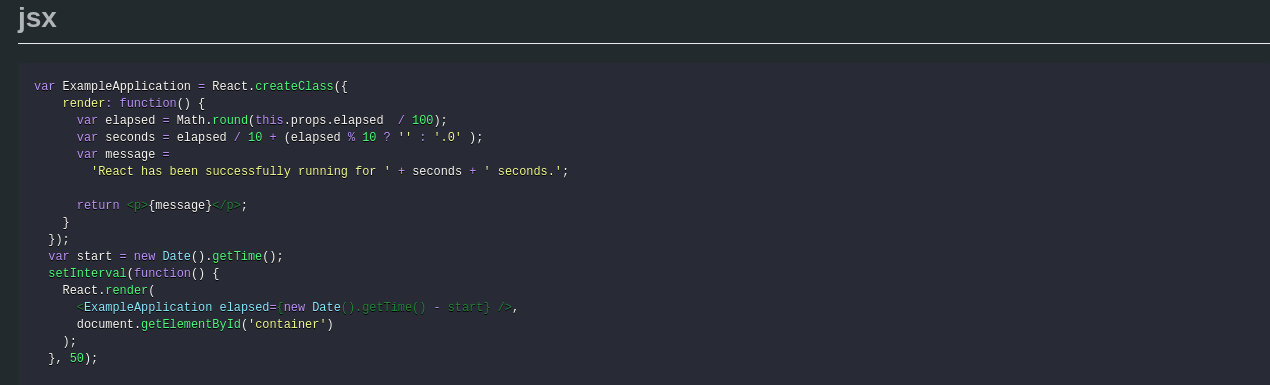 jsx
var ExampleApplication = React.createClass({
    render: function() {
      var elapsed = Math.round(this.props.elapsed  / 100);
      var seconds = elapsed / 10 + (elapsed % 10 ? '' : '.0' );
      var message =
        'React has been successfully running for ' + seconds + ' seconds.';

      return <p>{message}</p>;
    }
  });
  var start = new Date().getTime();
  setInterval(function() {
    React.render(
      <ExampleApplication elapsed={new Date().getTime() - start} />,
      document.getElementById('container')
    );
  }, 50);